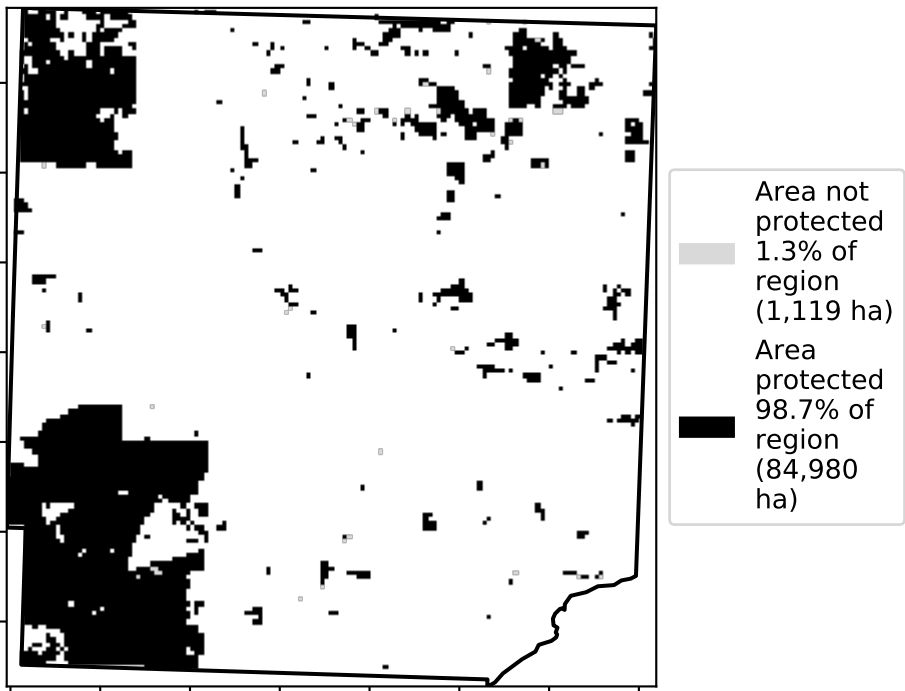 Area not
protected
1.3% of
region
(1,119 ha)
Area
protected
98.7% of
region
(84,980
ha)